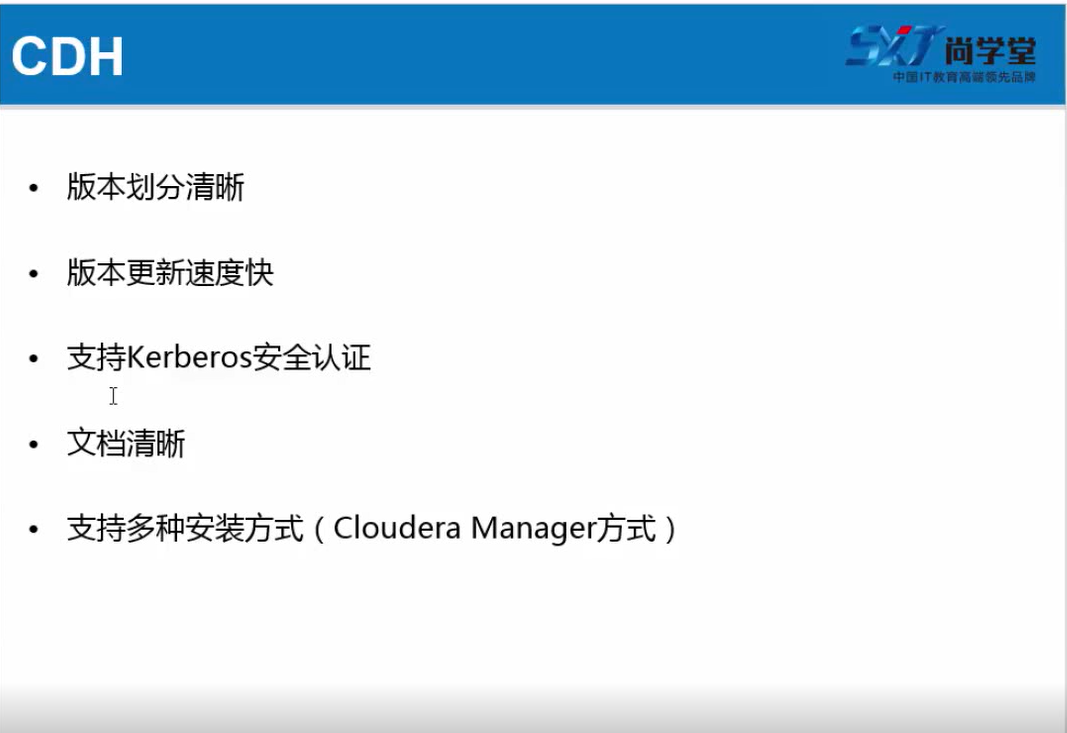 CDH
SXT 尚学堂
中国IT教育高端领先品牌
• 版本划分清晰
• 版本更新速度快
• 支持Kerberos安全认证
• 文档清晰
• 支持多种安装方式（Cloudera Manager方式）